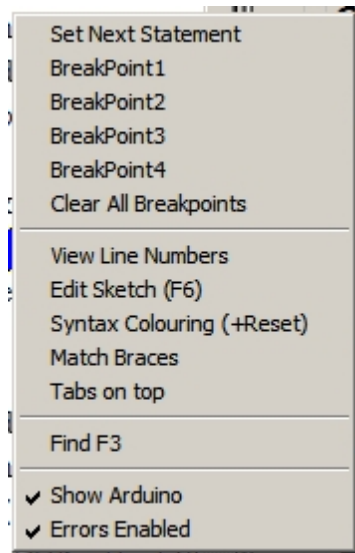 Set Next Statement
BreakPoint1
BreakPoint2
BreakPoint3
BreakPoint4
Clear All Breakpoints
View Line Numbers
Edit Sketch (F6)
Syntax Colouring (+Reset)
Match Braces
Tabs on top
Find F3
Show Arduino
Errors Enabled